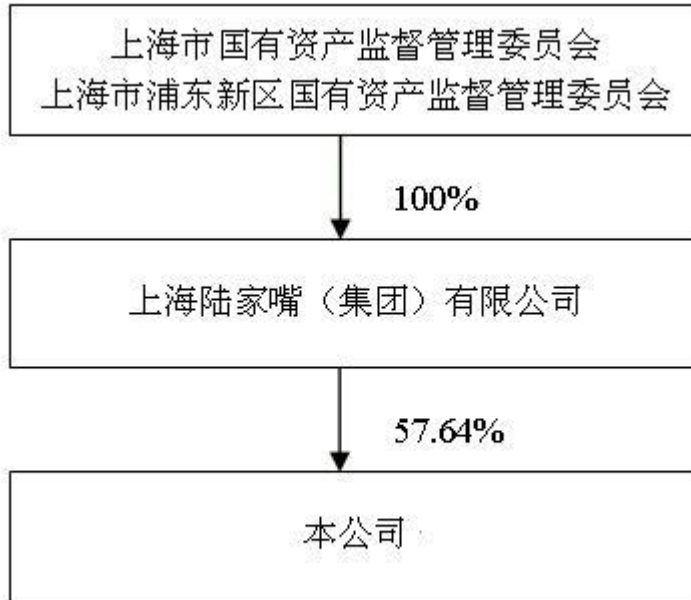 上海市国有资产监督管理委员会
上海市浦东新区国有资产监督管理委员会
100%
上海陆家嘴（集团）有限公司
57.64%
本公司